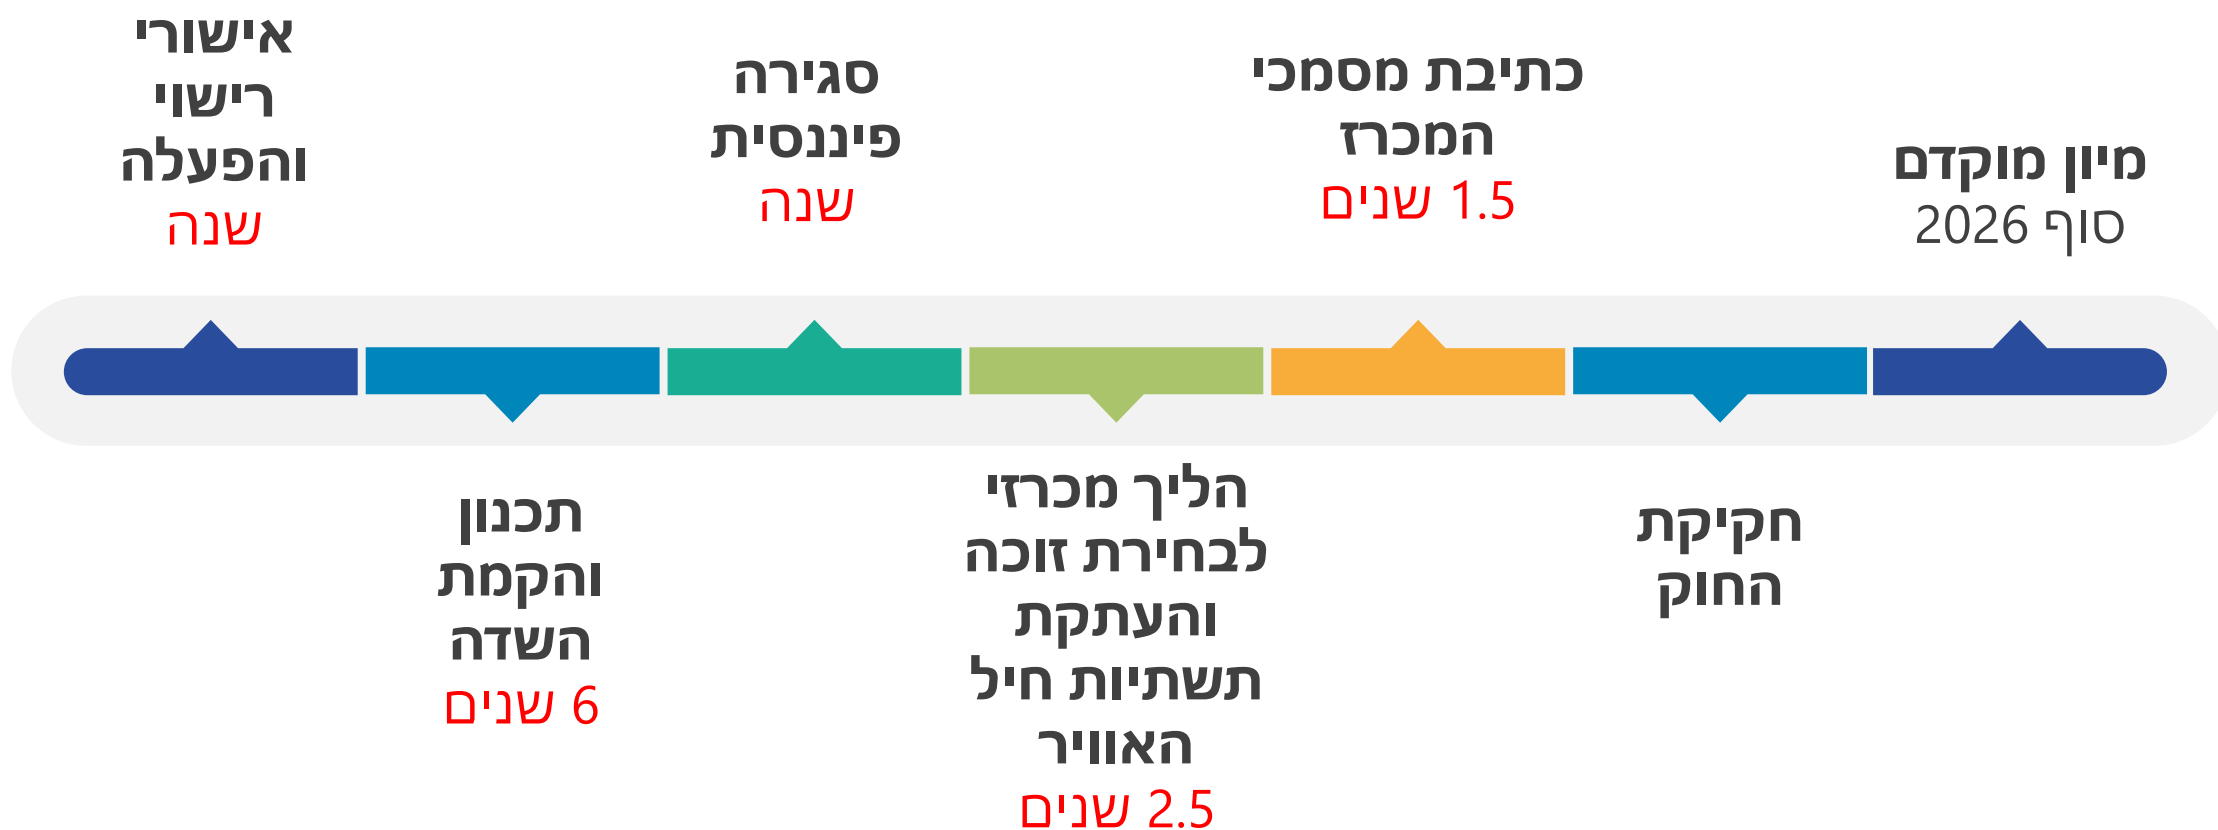 מיון מוקדם
סוף 2026
חקיקת
החוק
כתיבת מסמכי
המכרז
1.5 שנים
הליך מכרזי
לבחירת זוכה
והעתקת
תשתיות חיל
האוויר
2.5 שנים
סגירה
פיננסית
שנה
תכנון
והקמת
השדה
6 שנים
אישורי
רישוי
והפעלה
שנה